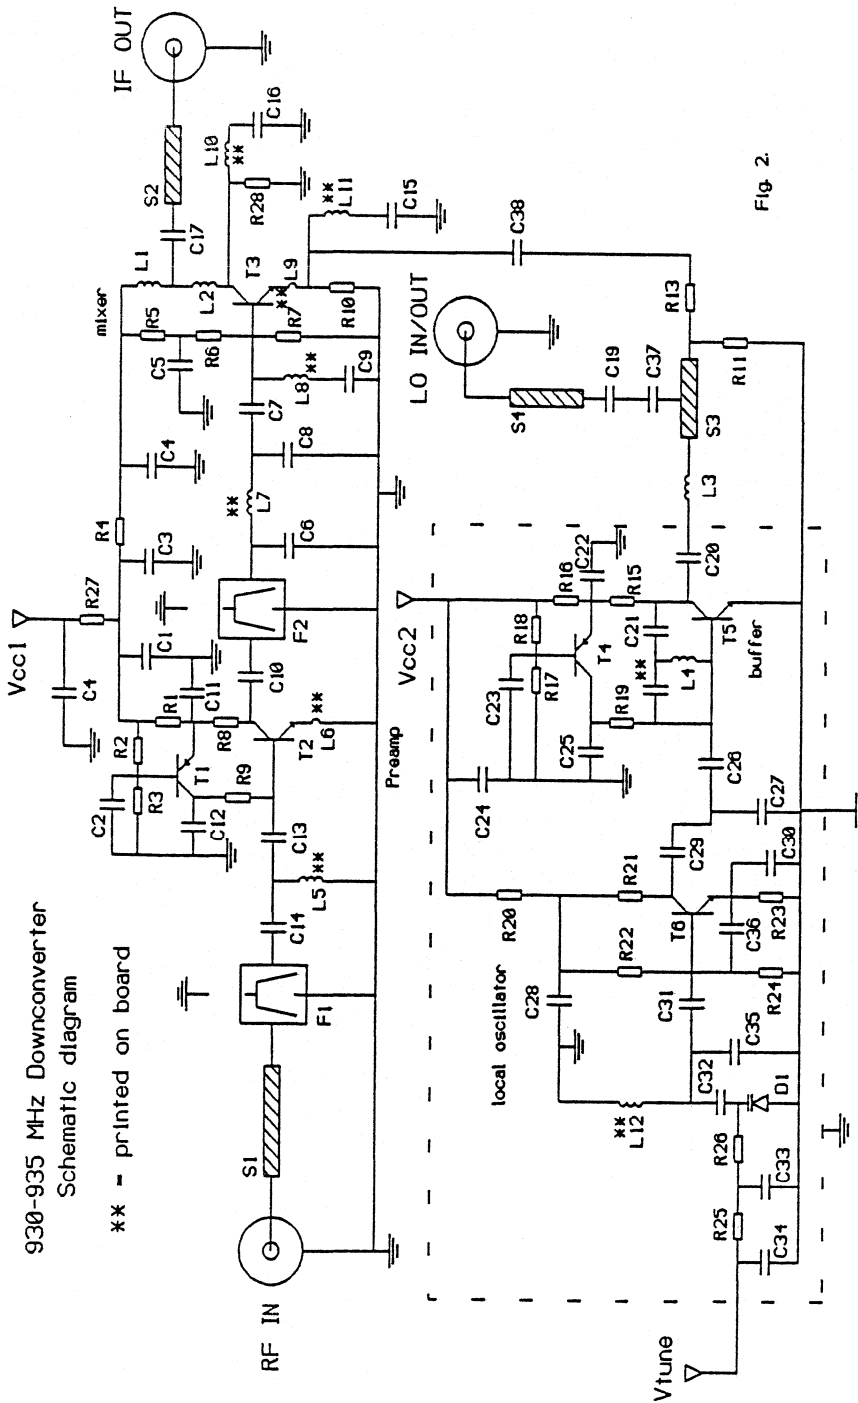 930-935 MHz Downconverter
Schematic diagram
** - printed on board
RF IN
S1
F1
C14
L5
**
C13
C2
R3
R2
C12
T1
R9
C11
R1
R8
T2
L6
**
Preamp
Vcc1
C4
R27
C1
C10
F2
C3
R4
C4
C6
L7
**
C8
C7
L8
**
C9
mixer
C5
R5
R6
R7
**
T3
L1
L2
L9
R10
C17
S2
IF OUT
R28
L10
**
C16
L11
**
C15
C38
LO IN/OUT
S4
C19
C37
S3
R11
R13
L3
C20
Vcc2
C24
C23
R18
R17
C25
R19
T4
R16
C22
R15
C21
**
L4
T5
buffer
C26
C27
C29
C30
R20
R21
R22
T6
C36
R23
R24
local oscillator
C28
C31
C35
L12
**
C32
D1
R26
C33
R25
C34
Vtune
Fig. 2.